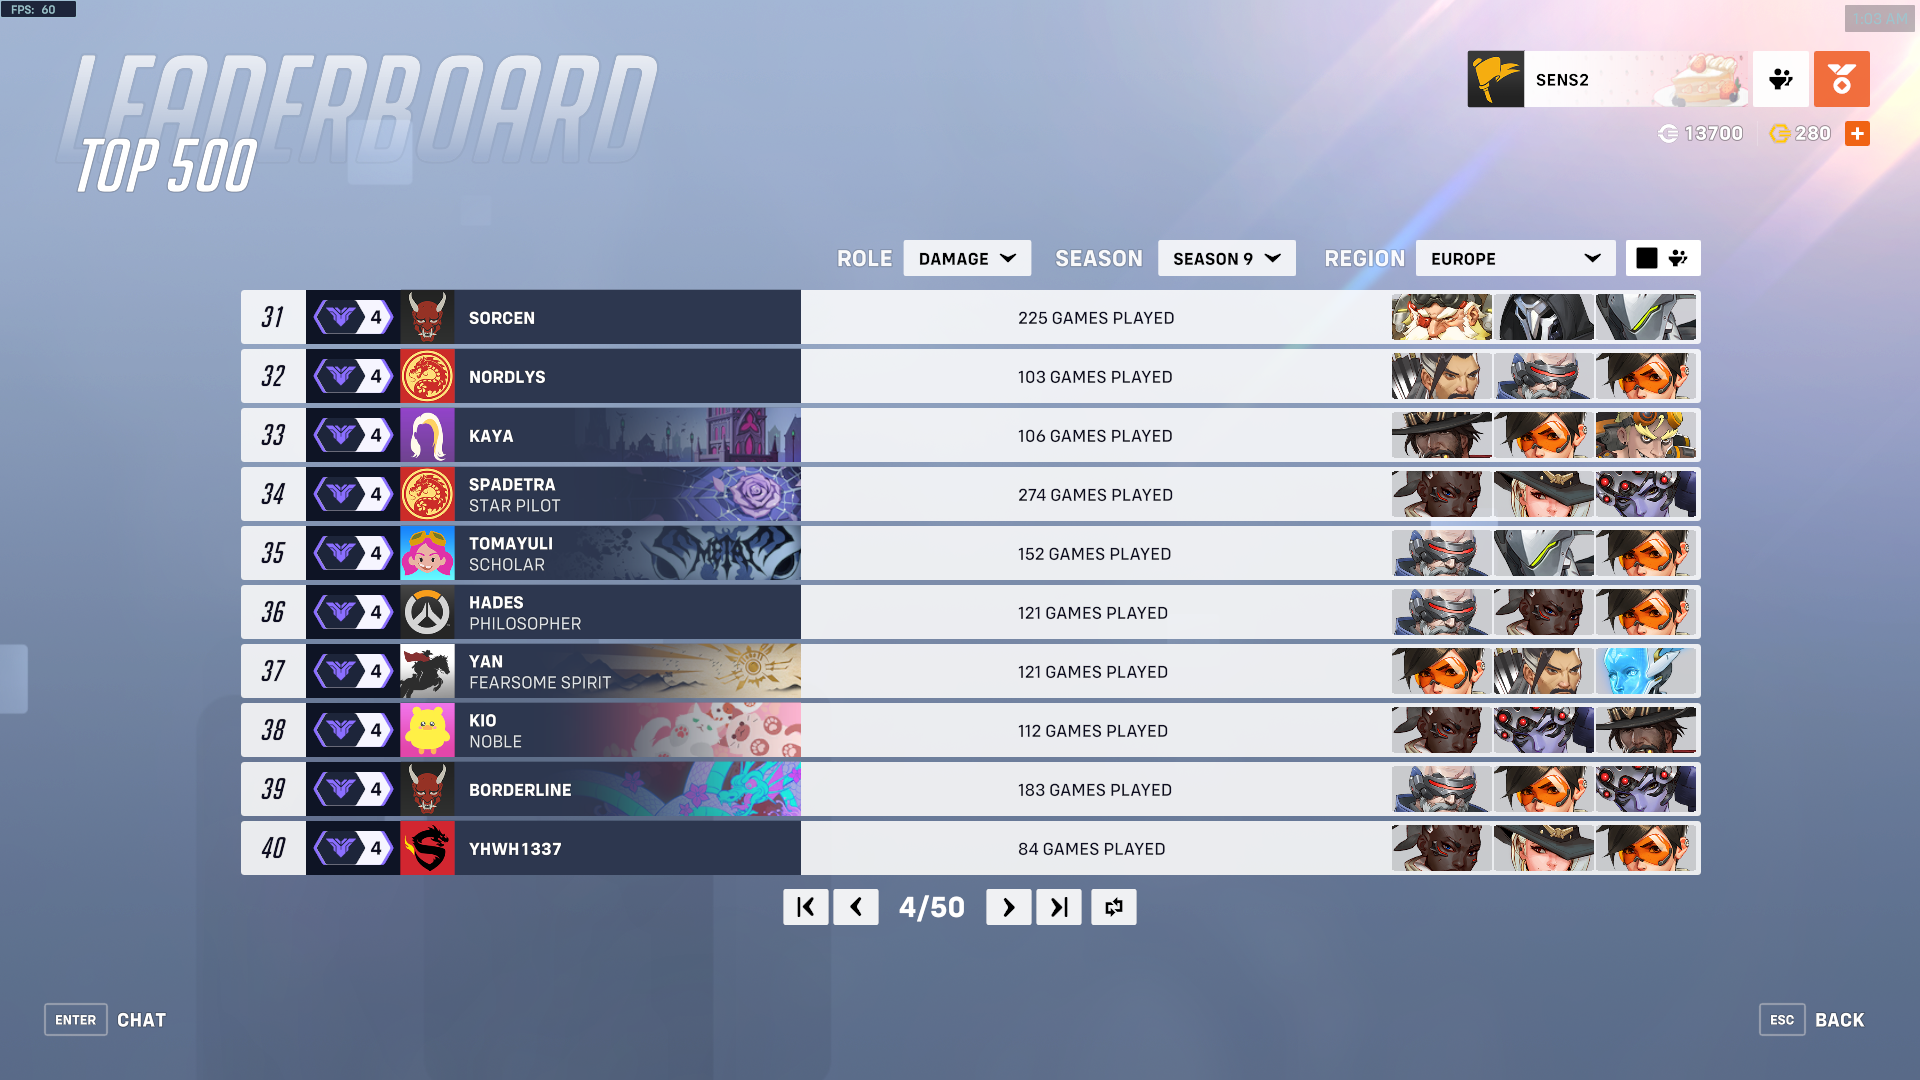 FPS: 60
1:03 AM
LEADERBOARD
TOP 500
SENS2
13700
280
ROLE DAMAGE SEASON SEASON 9 REGION EUROPE
31 4 SORCEN 225 GAMES PLAYED
32 4 NORDLYS 103 GAMES PLAYED
33 4 KAYA 106 GAMES PLAYED
34 4 SPADETRA 274 GAMES PLAYED
STAR PILOT
35 4 TOMAYULI METAL 152 GAMES PLAYED
SCHOLAR
36 4 HADES 121 GAMES PLAYED
PHILOSOPHER
37 4 YAN 121 GAMES PLAYED
FEARSOME SPIRIT
38 4 KIO 112 GAMES PLAYED
NOBLE
39 4 BORDERLINE 183 GAMES PLAYED
40 4 YHWH1337 84 GAMES PLAYED
4/50
ENTER CHAT
ESC BACK